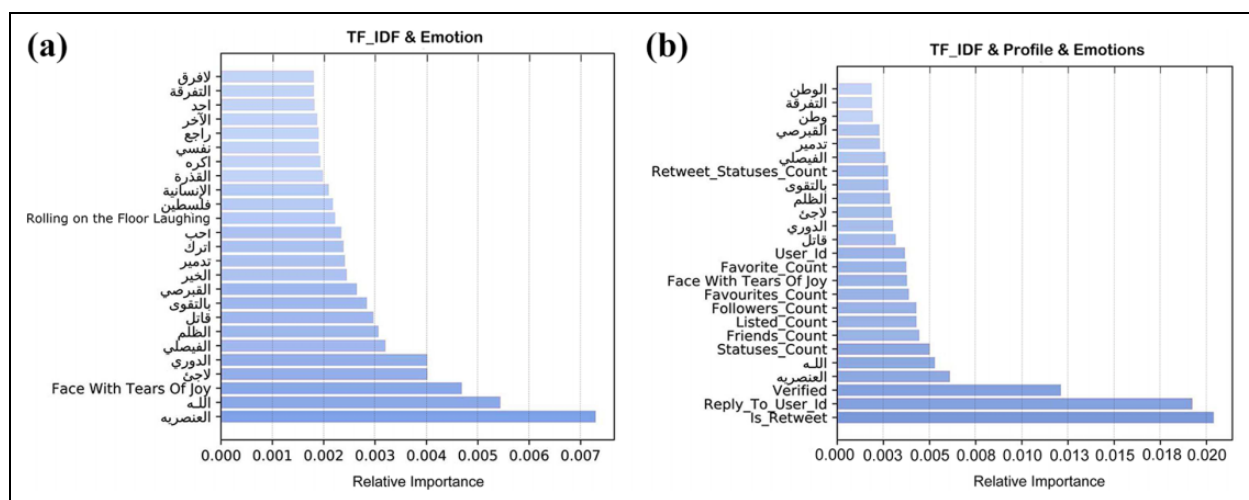 (a)
TF_IDF & Emotion
لافرق
التفرقة
احد
الآخر
راجع
نفسي
اكره
القذرة
الإنسانية
فلسطين
Rolling on the Floor Laughing
احب
اترك
تدمير
الخير
القبرصي
بالتقوى
قاتل
الظلم
الفيصلي
الدوري
لاجئ
Face With Tears Of Joy
اللـه
العنصريه
0.000 0.001 0.002 0.003 0.004 0.005 0.006 0.007
Relative Importance
(b)
TF_IDF & Profile & Emotions
الوطن
التفرقة
وطن
القبرصي
تدمير
الفيصلي
Retweet_Statuses_Count
بالتقوى
الظلم
لاجئ
الدوري
قاتل
User_Id
Favorite_Count
Face With Tears Of Joy
Favourites_Count
Followers_Count
Listed_Count
Friends_Count
Statuses_Count
اللـه
العنصريه
Verified
Reply_To_User_Id
Is_Retweet
0.000 0.003 0.005 0.008 0.010 0.013 0.015 0.018 0.020
Relative Importance